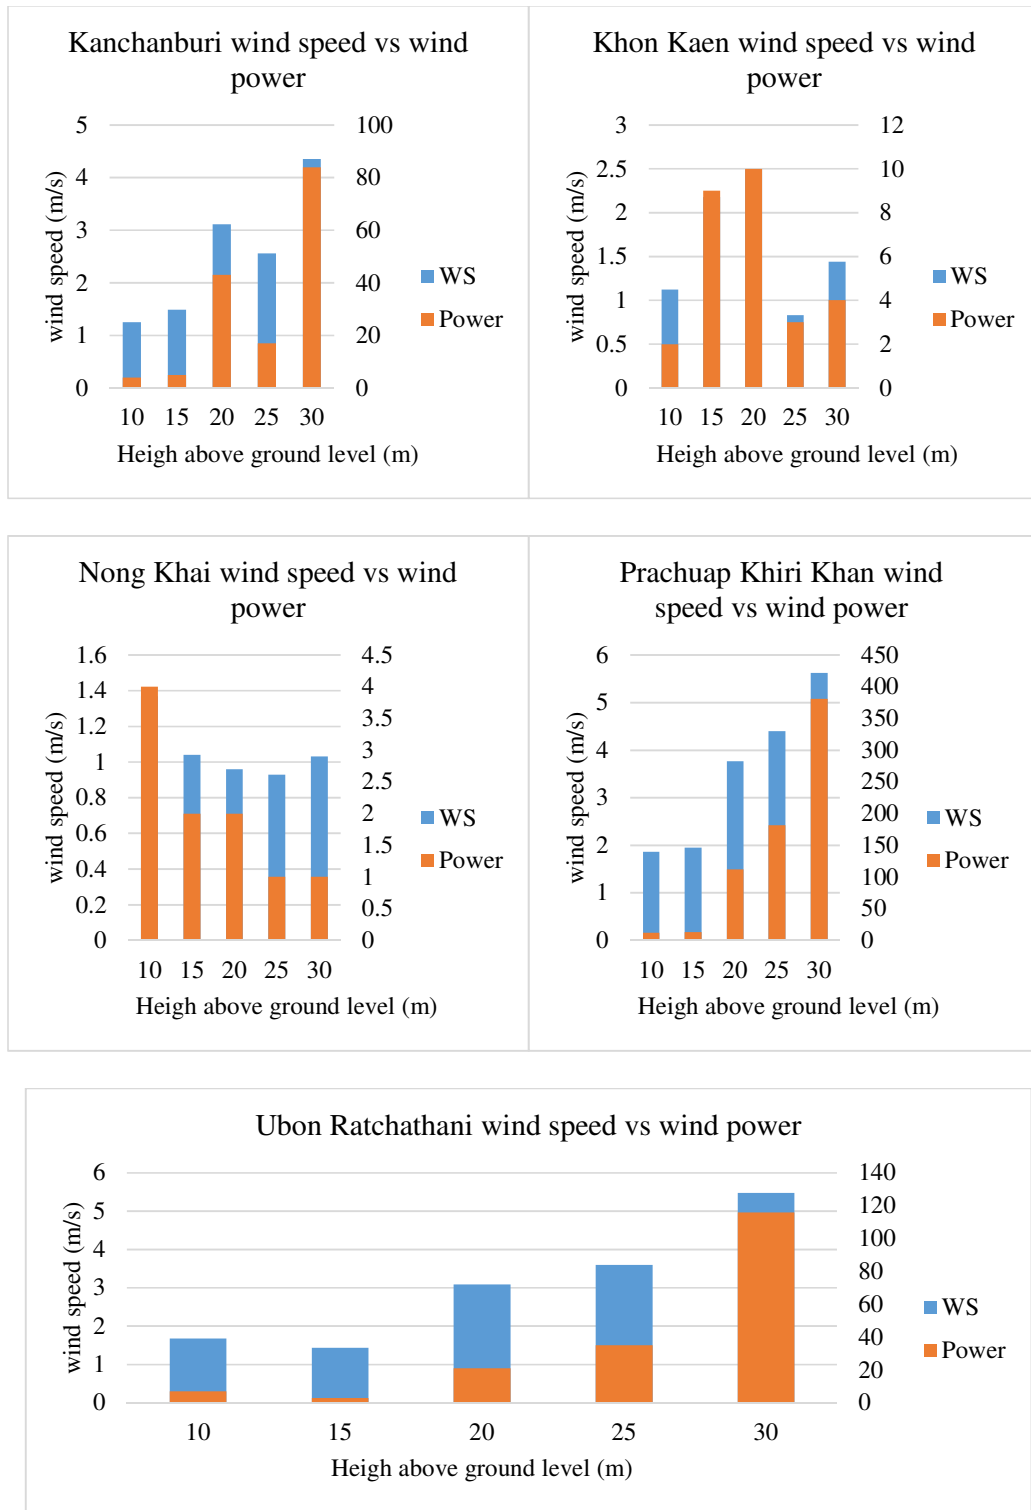 Kanchanburi wind speed vs wind
power
5
4
3
2
1
0
100
80
60
40
20
0
wind speed (m/s)
WS
Power
10 15 20 25 30
Heigh above ground level (m)
Khon Kaen wind speed vs wind
power
3
2.5
2
1.5
1
0.5
0
12
10
8
6
4
2
0
wind speed (m/s)
WS
Power
10 15 20 25 30
Heigh above ground level (m)
Nong Khai wind speed vs wind
power
1.6
1.4
1.2
1
0.8
0.6
0.4
0.2
0
4.5
4
3.5
3
2.5
2
1.5
1
0.5
0
wind speed (m/s)
WS
Power
10 15 20 25 30
Heigh above ground level (m)
Prachuap Khiri Khan wind
speed vs wind power
6
5
4
3
2
1
0
450
400
350
300
250
200
150
100
50
0
wind speed (m/s)
WS
Power
10 15 20 25 30
Heigh above ground level (m)
Ubon Ratchathani wind speed vs wind power
6
5
4
3
2
1
0
140
120
100
80
60
40
20
0
wind speed (m/s)
WS
Power
10 15 20 25 30
Heigh above ground level (m)